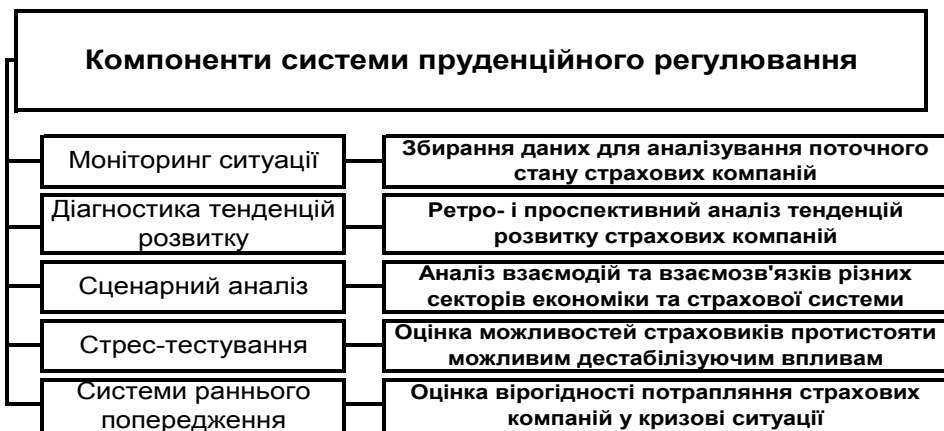 Компоненти системи пруденційного регулювання
Моніторинг ситуації
Збирання даних для аналізування поточного
стану страхових компаній
Діагностика тенденцій
розвитку
Ретро- і проспективний аналіз тенденцій
розвитку страхових компаній
Сценарний аналіз
Аналіз взаємодій та взаємозв'язків різних
секторів економіки та страхової системи
Стрес-тестування
Оцінка можливостей страховиків протистояти
можливим дестабілізуючим впливам
Системи раннього
попередження
Оцінка вірогідності потрапляння страхових
компаній у кризові ситуації